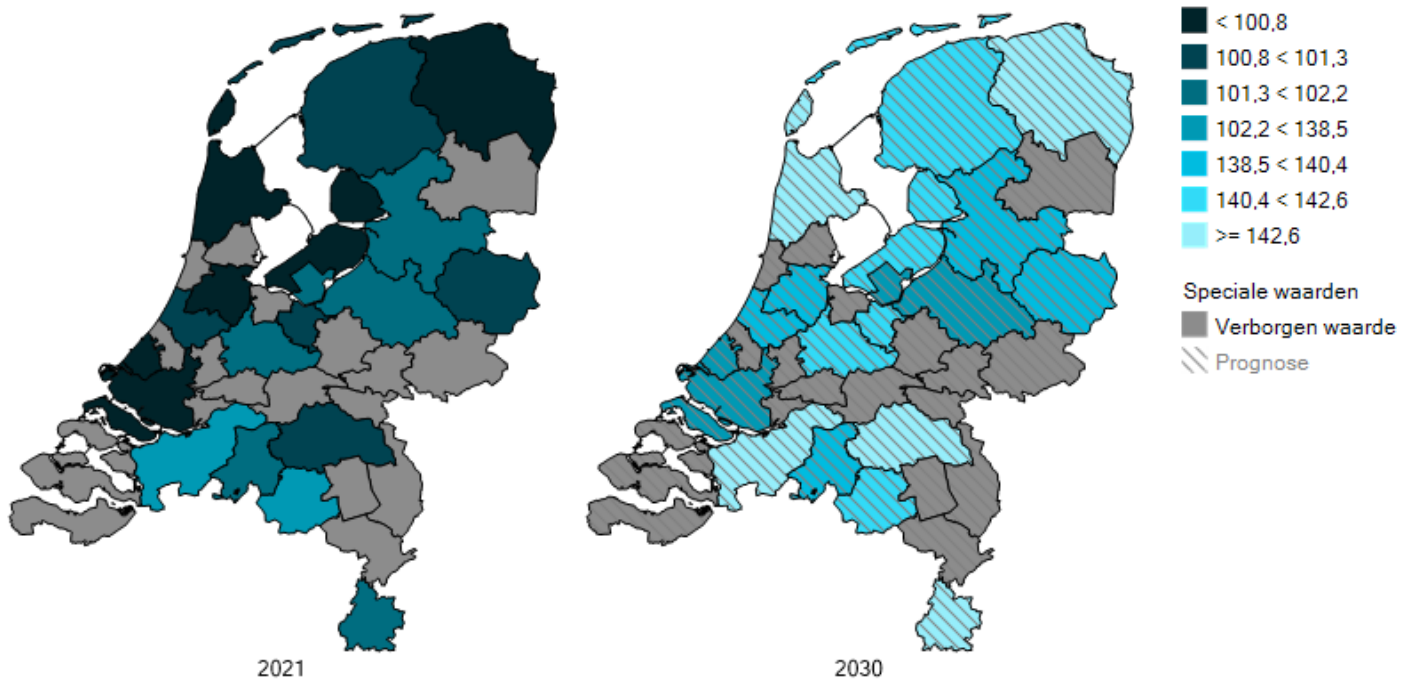 < 100,8
100,8 < 101,3
101,3 < 102,2
102,2 < 138,5
138,5 < 140,4
140,4 < 142,6
>= 142,6
Speciale waarden
Verborgen waarde
Prognose
2021
2030